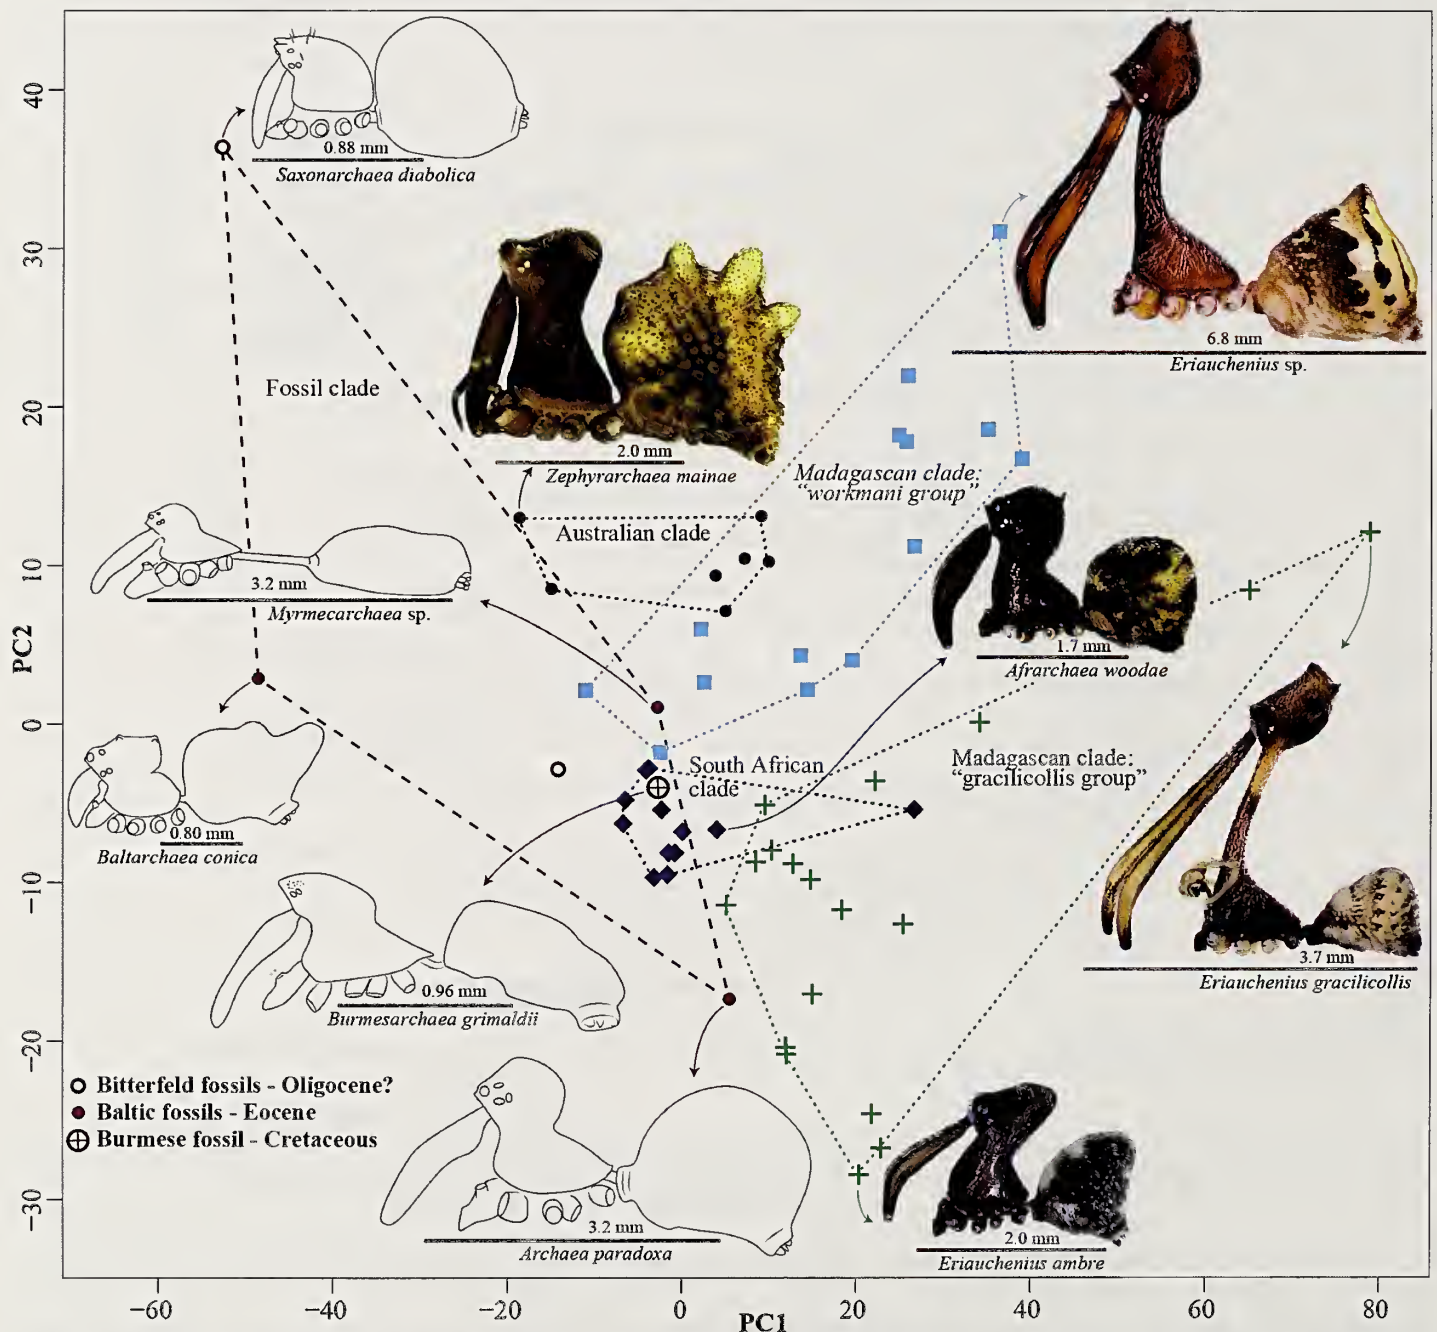 40
30
20
10
0
−10
−20
−30
PC2
0.88 mm
Saxonarchaea diabolica
6.8 mm
Eriauchenius sp.
Fossil clade
2.0 mm
Zephyrarchaea mainae
Madagascan clade:
“workmani group”
Australian clade
3.2 mm
Myrmecarchaea sp.
1.7 mm
Afrarchaea woodae
South African
clade
Madagascan clade:
“gracilicollis group”
0.80 mm
Baltarchaea conica
3.7 mm
Eriauchenius gracilicollis
0.96 mm
Burmesarchaea grimaldii
Bitterfeld fossils - Oligocene?
Baltic fossils - Eocene
Burmese fossil - Cretaceous
3.2 mm
Archaea paradoxa
2.0 mm
Eriauchenius ambre
−60
−40
−20
0
20
40
60
80
PC1